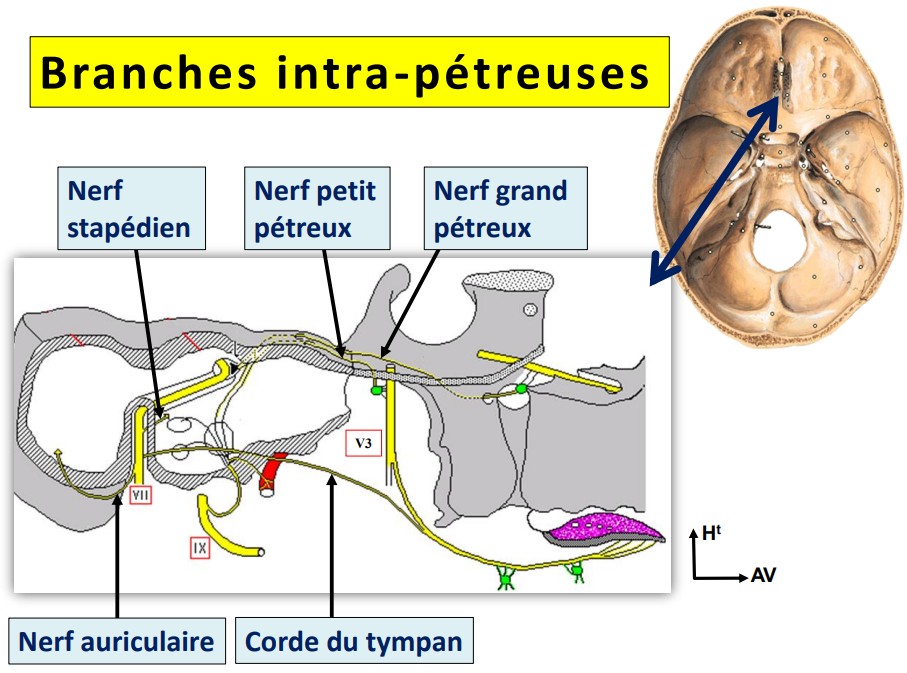 Branches intra-pétreuses
Nerf
stapédien
Nerf petit
pétreux
Nerf grand
pétreux
V3
VII
IX
Hᵗ
AV
Nerf auriculaire
Corde du tympan